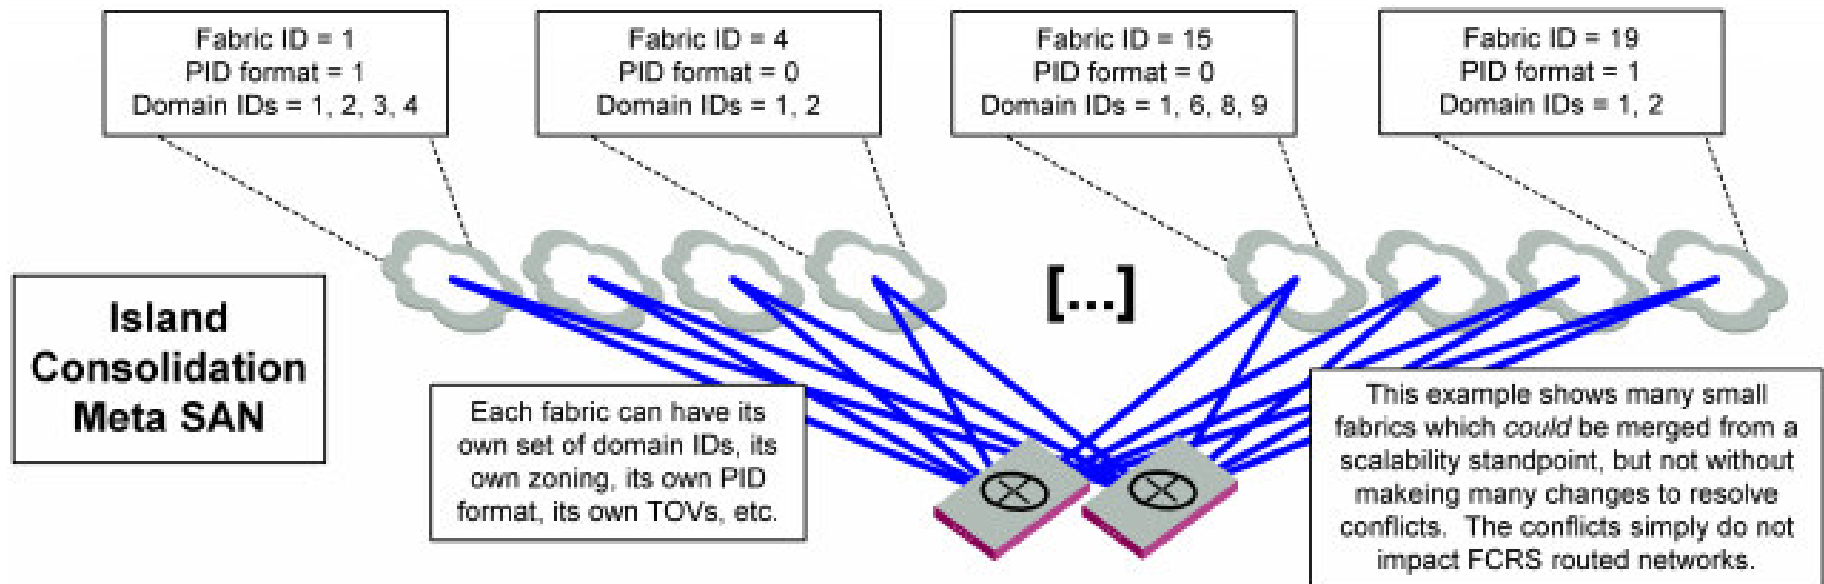 Fabric ID = 1
PID format = 1
Domain IDs = 1, 2, 3, 4
Fabric ID = 4
PID format = 0
Domain IDs = 1, 2
Fabric ID = 15
PID format = 0
Domain IDs = 1, 6, 8, 9
Fabric ID = 19
PID format = 1
Domain IDs = 1, 2
[...]
Island
Consolidation
Meta SAN
Each fabric can have its
own set of domain IDs, its
own zoning, its own PID
format, its own TOVs, etc.
This example shows many small
fabrics which could be merged from a
scalability standpoint, but not without
makeing many changes to resolve
conflicts.  The conflicts simply do not
impact FCRS routed networks.